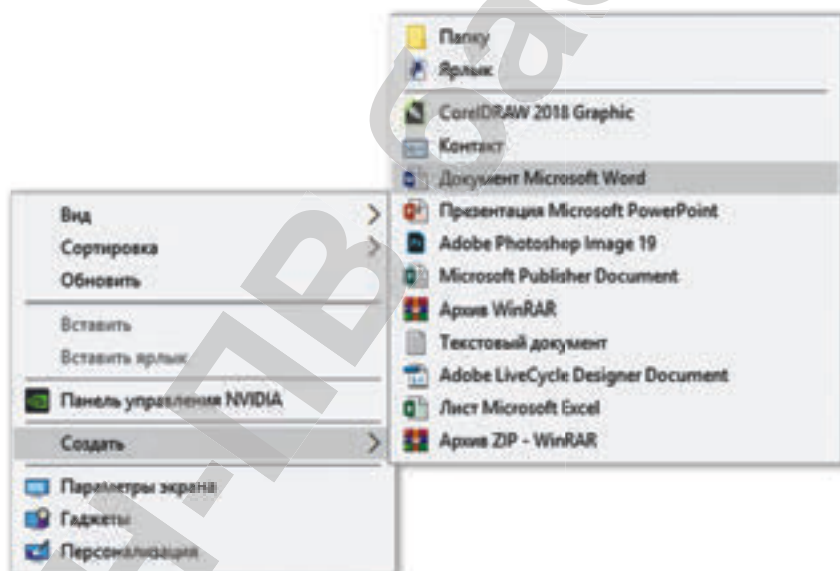 Вид
Сортировка
Обновить
Вставить
Вставить ярлык
Панель управления NVIDIA
Создать
Параметры экрана
Гаджеты
Персонализация
Папку
Ярлык
CorelDRAW 2018 Graphic
Контакт
Документ Microsoft Word
Презентация Microsoft PowerPoint
Adobe Photoshop Image 19
Microsoft Publisher Document
Архив WinRAR
Текстовый документ
Adobe LiveCycle Designer Document
Лист Microsoft Excel
Архив ZIP - WinRAR